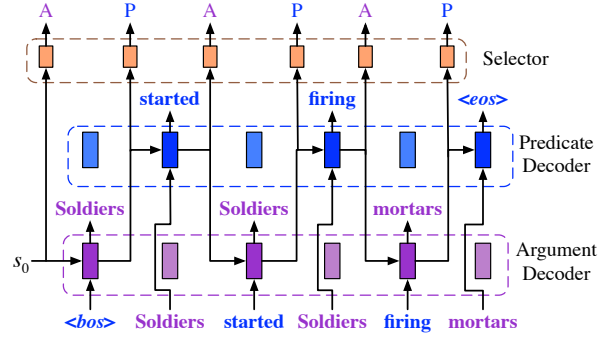 A P A P A P
Selector
started firing <eos>
Predicate
Decoder
Soldiers Soldiers mortars
s0
Argument
Decoder
<bos> Soldiers started Soldiers firing mortars